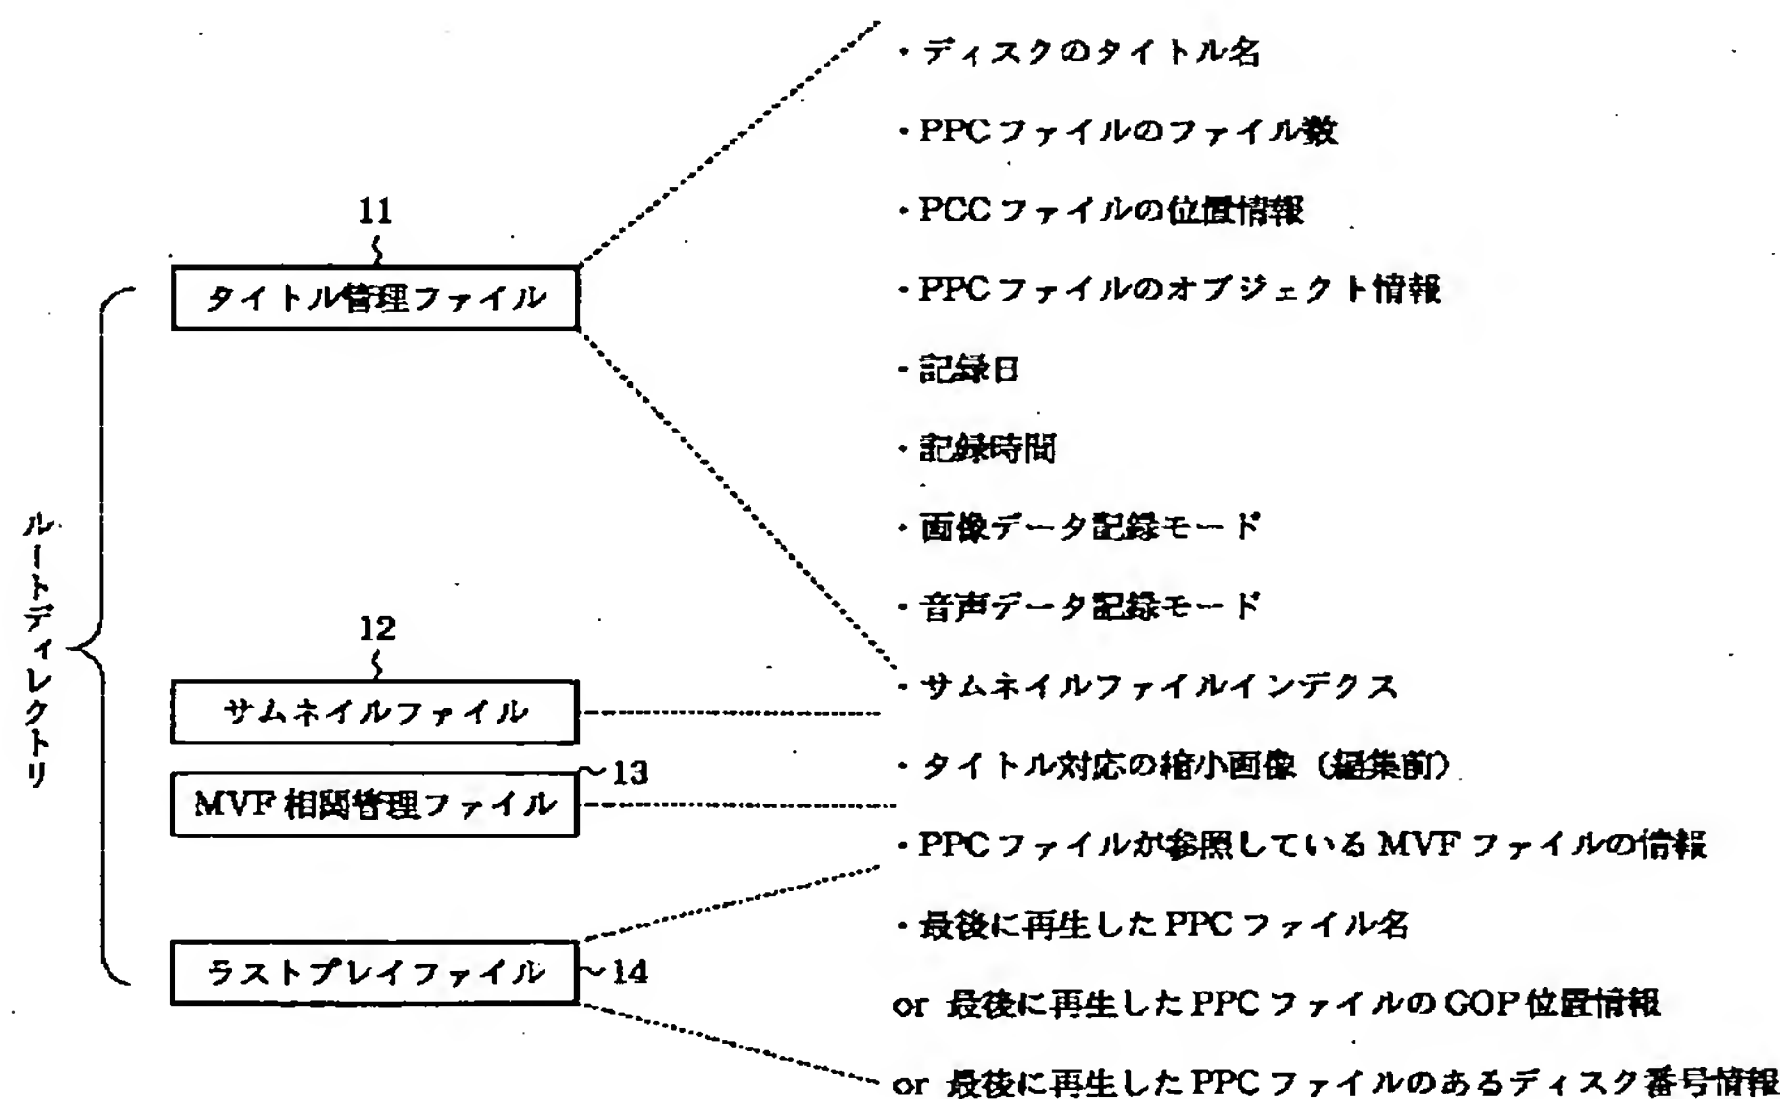 ・ディスクのタイトル名
・PPCファイルのファイル数
・PCCファイルの位置情報
・PPCファイルのオブジェクト情報
・記録日
・記録時間
・画像データ記録モード
・音声データ記録モード
・サムネイルファイルインデクス
・タイトル対応の縮小画像（編集前）
・PPCファイルが参照しているMVFファイルの情報
・最後に再生したPPCファイル名
or 最後に再生したPPCファイルのGOP位置情報
or 最後に再生したPPCファイルのあるディスク番号情報
11
タイトル管理ファイル
12
サムネイルファイル
13
MVF相関管理ファイル
ラストプレイファイル
14
ルートディレクトリ